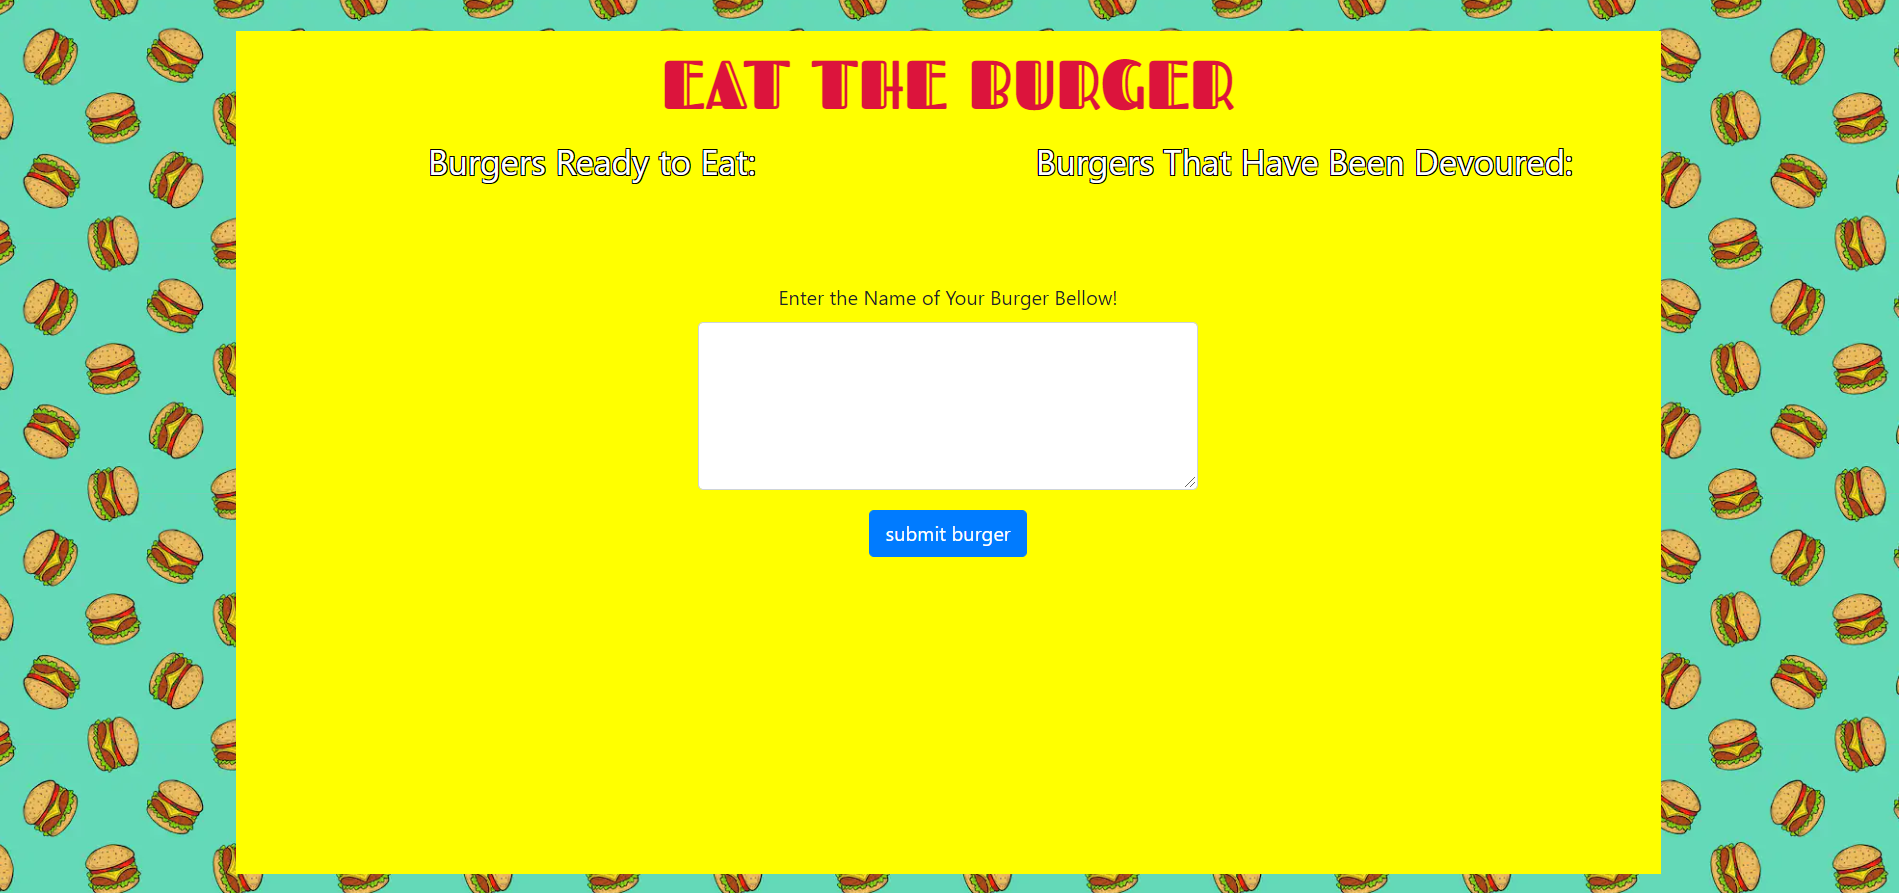 EAT THE BURGER
Burgers Ready to Eat:
Burgers That Have Been Devoured:
Enter the Name of Your Burger Bellow!
submit burger